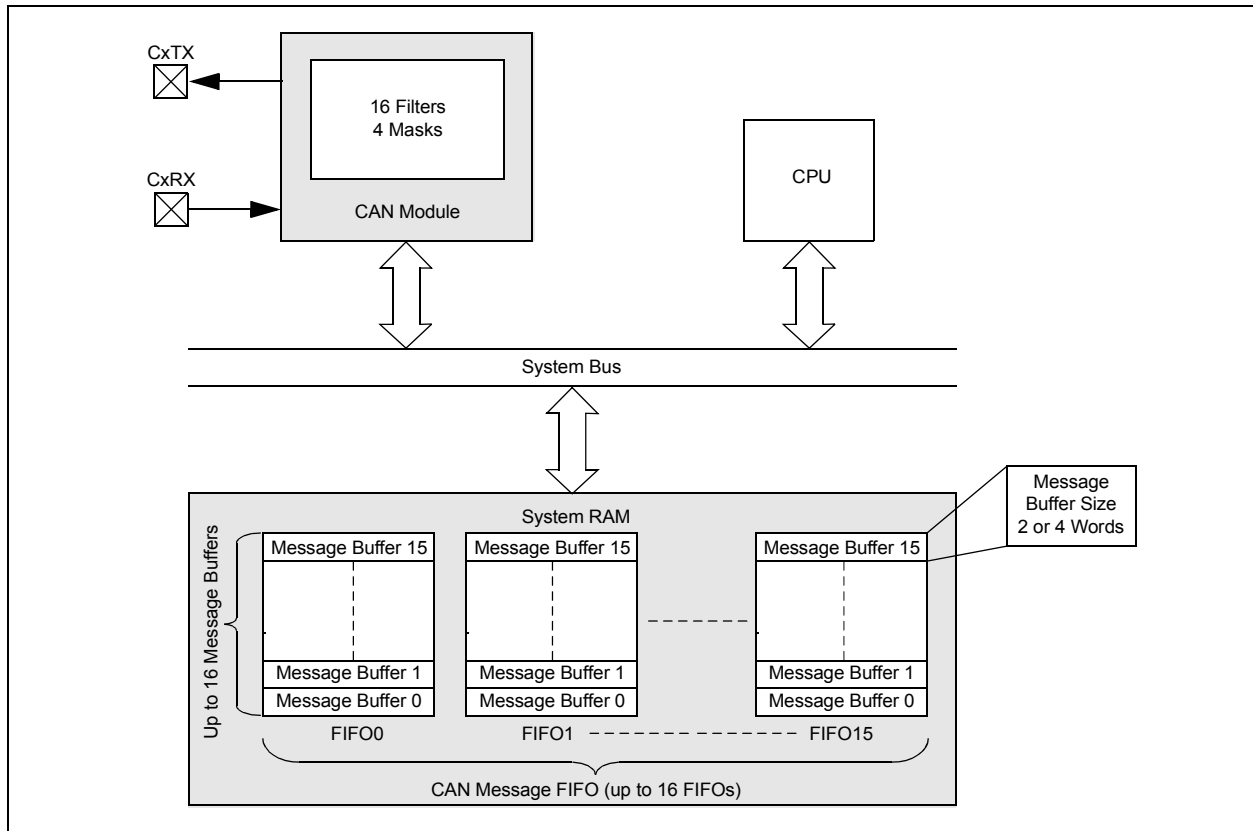 CxTX
16 Filters
4 Masks
CxRX
CAN Module
CPU
System Bus
Message
Buffer Size
2 or 4 Words
System RAM
Up to 16 Message Buffers
Message Buffer 15
Message Buffer 15
Message Buffer 15
Message Buffer 1
Message Buffer 1
Message Buffer 1
Message Buffer 0
Message Buffer 0
Message Buffer 0
FIFO0
FIFO1
FIFO15
CAN Message FIFO (up to 16 FIFOs)